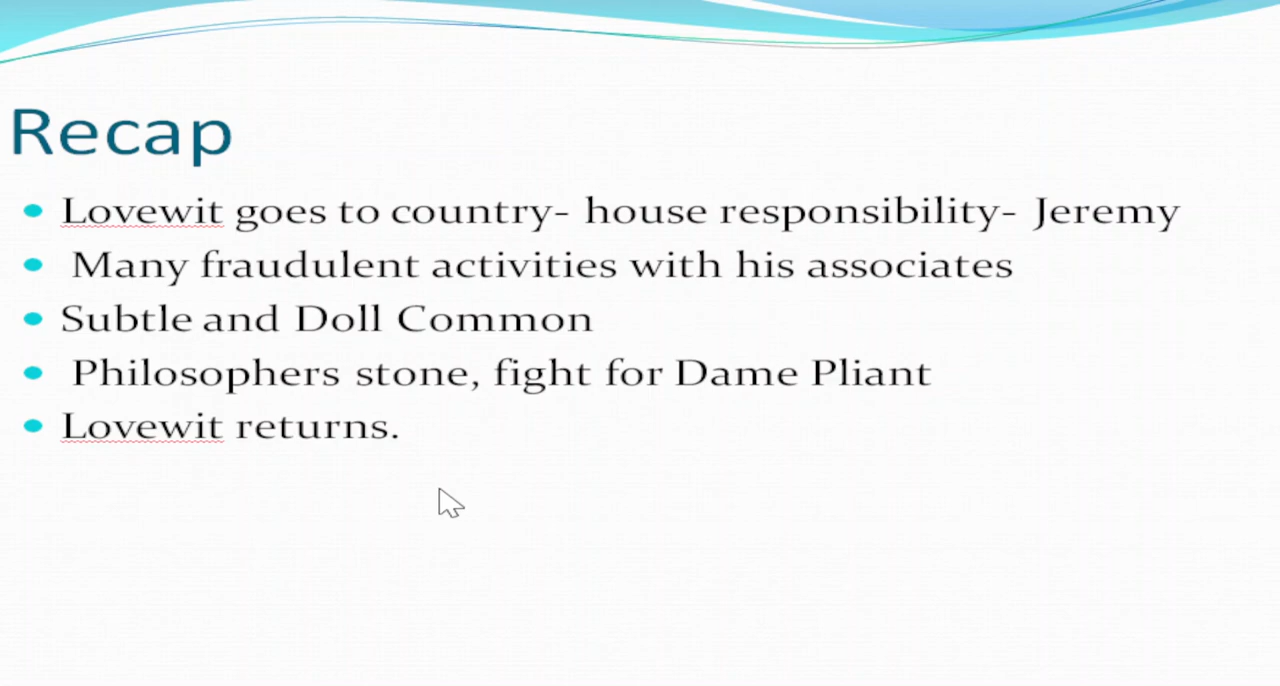 Recap
Lovewit goes to country- house responsibility- Jeremy
Many fraudulent activities with his associates
Subtle and Doll Common
Philosophers stone, fight for Dame Pliant
Lovewit returns.